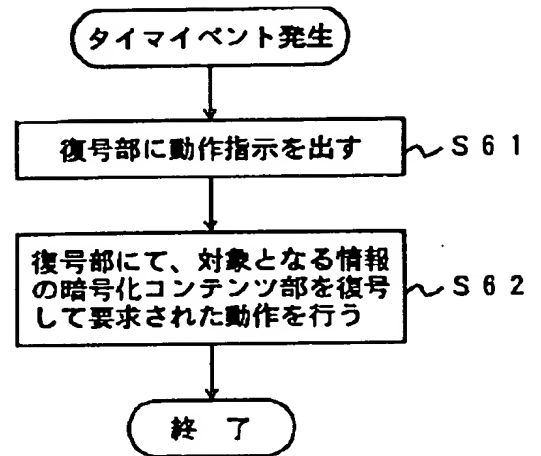 タイマイベント発生
復号部に動作指示を出す
S61
復号部にて、対象となる情報
の暗号化コンテンツ部を復号
して要求された動作を行う
S62
終 了